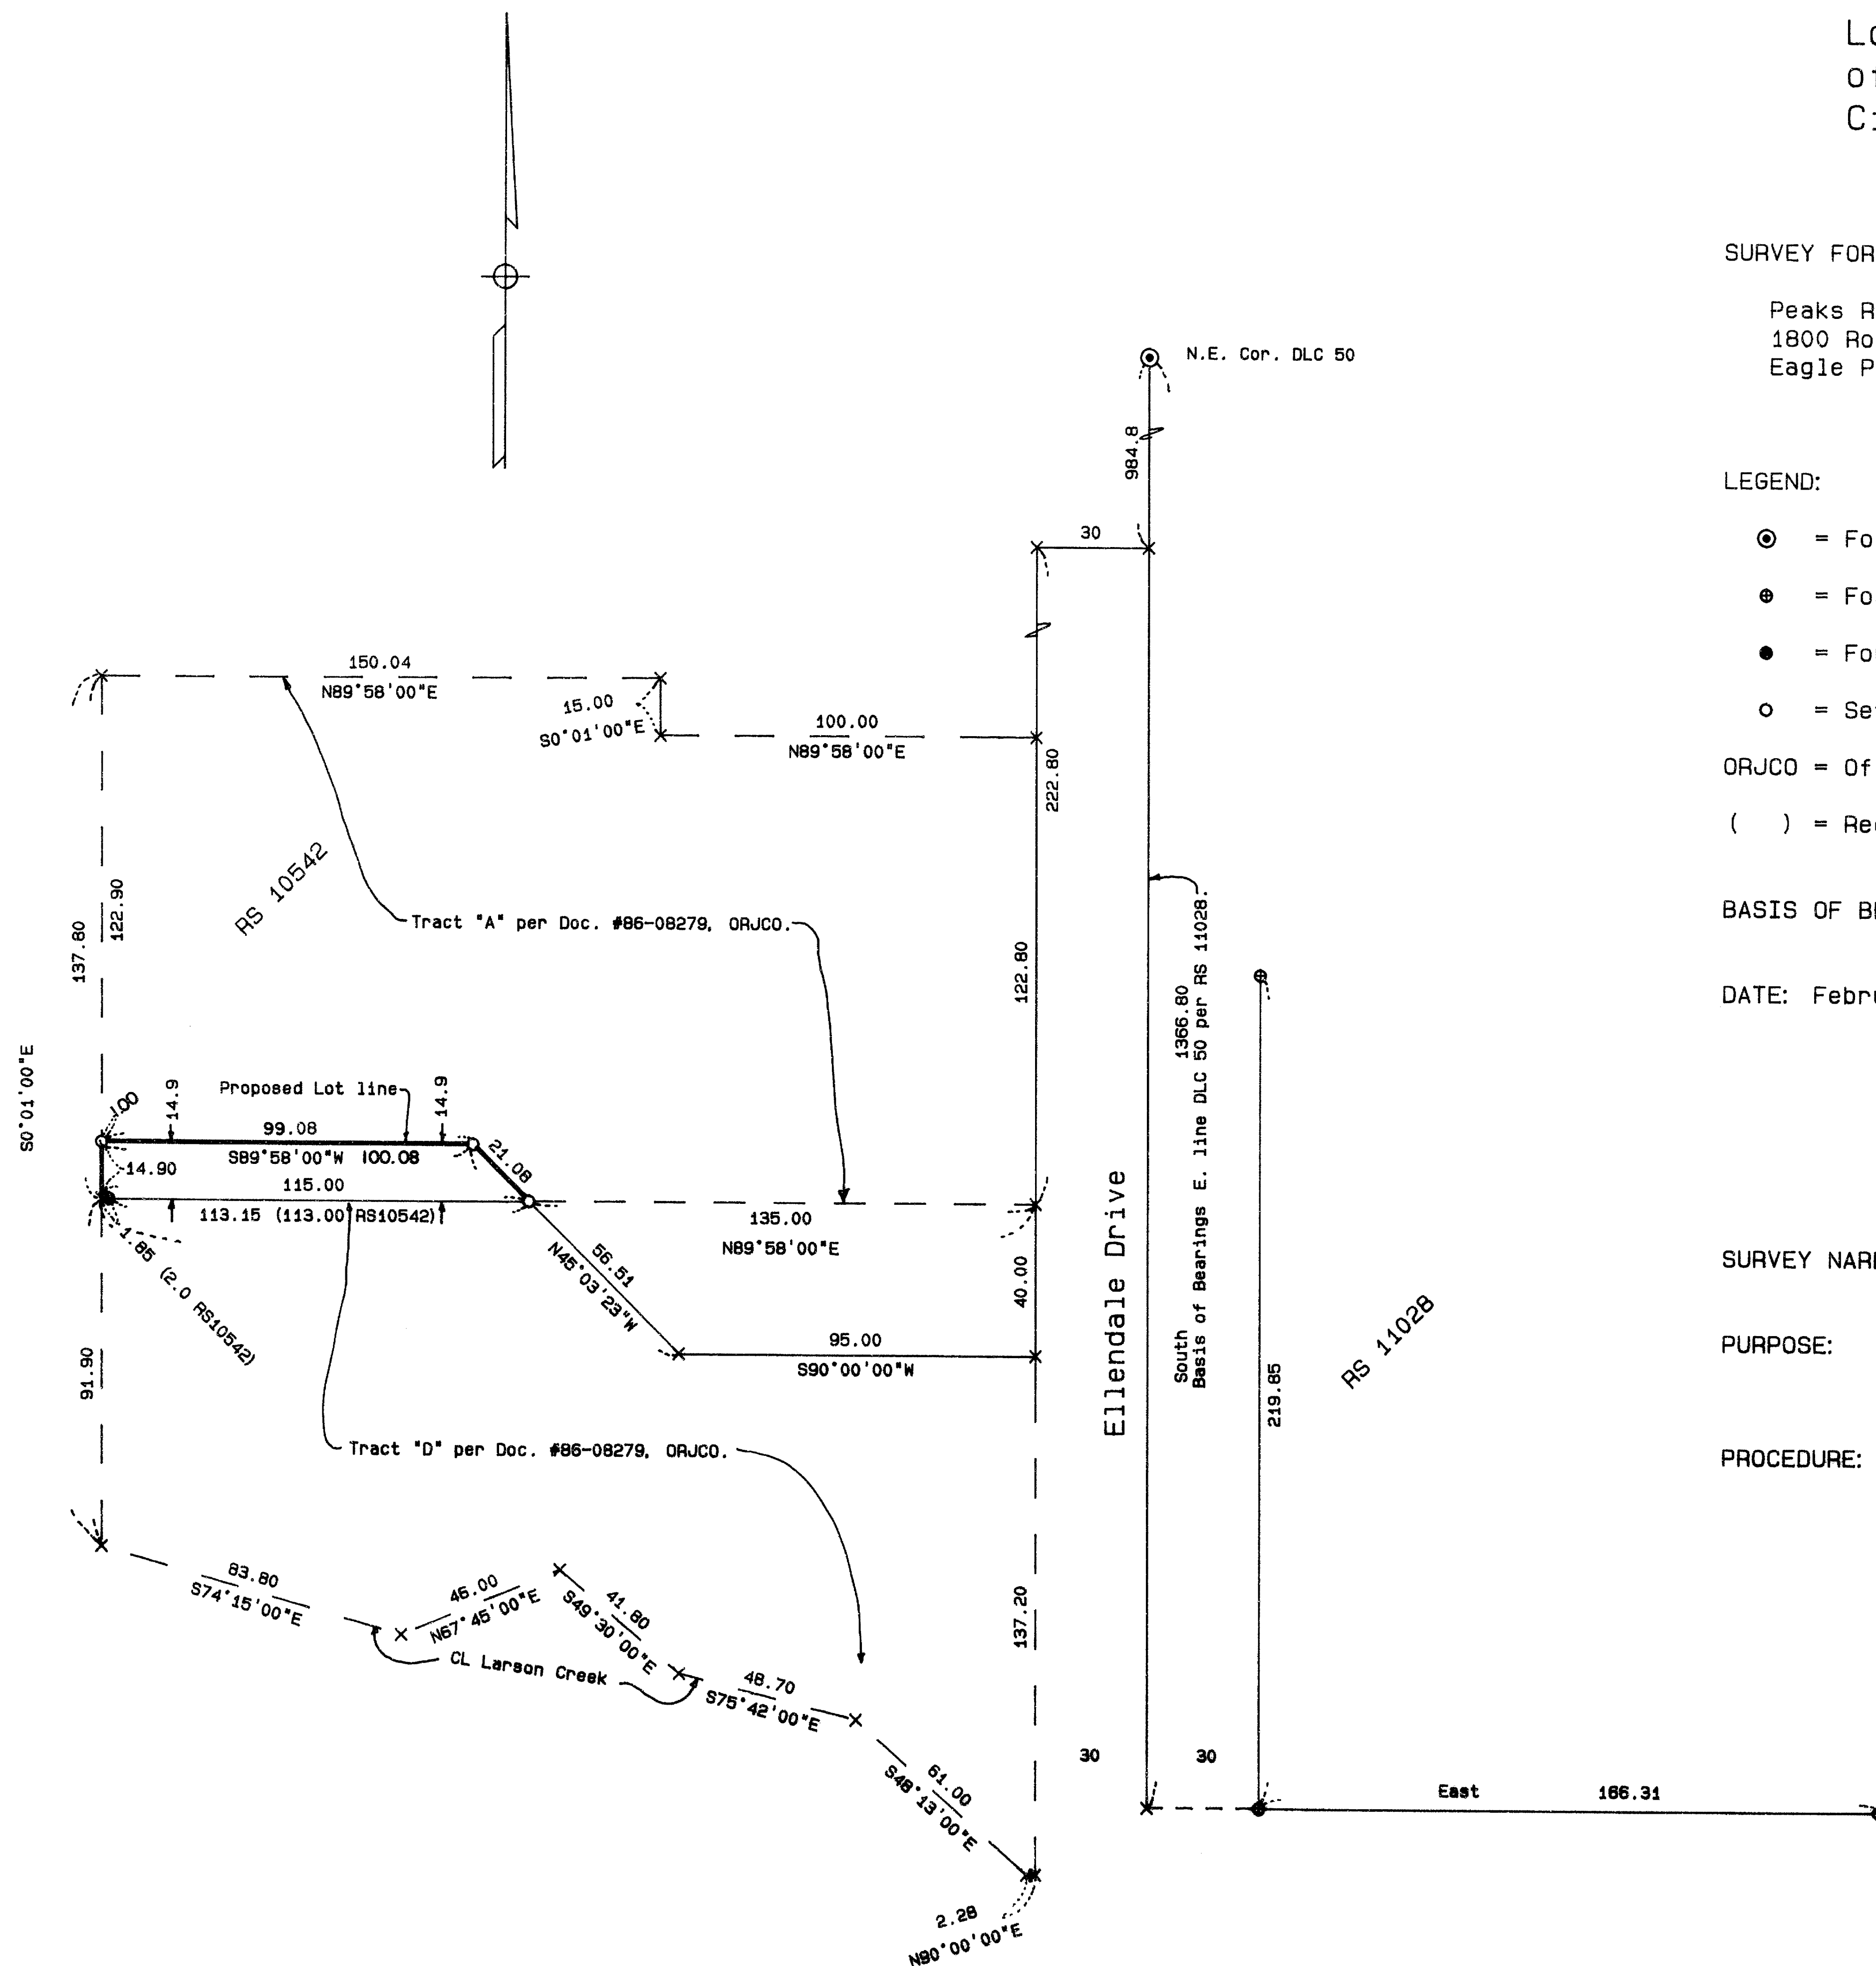 Lo
of
Ci
SURVEY FOR
Peaks R
1800 Ro
Eagle P
N.E. Cor. DLC 50
984.8
LEGEND:
= Fo
= Fo
= Fo
= Se
ORJCO = Of
( ) = Re
BASIS OF B
DATE: Febru
30
150.04
N89°58'00"E
15.00
S0°01'00"E
100.00
N89°58'00"E
222.80
RS 10542
137.80
122.90
Tract "A" per Doc. #86-08279, ORJCO.
122.80
South 1366.80
Basis of Bearings E. line DLC 50 per RS 11028.
S0°01'00"E
1.00
14.9
Proposed Lot line
14.9
99.08
S89°58'00"W 100.08
21.08
14.90
115.00
113.15 (113.00 RS10542)
1.85 (2.0 RS10542)
135.00
N89°58'00"E
56.51
N45°03'23"W
40.00
95.00
S90°00'00"W
91.90
Ellendale Drive
219.85
RS 11028
SURVEY NAR
PURPOSE:
PROCEDURE:
Tract "D" per Doc. #86-08279, ORJCO.
83.80
S74°15'00"E
46.00
N67°45'00"E
41.80
S49°30'00"E
CL Larson Creek
48.70
S75°42'00"E
137.20
61.00
S48°13'00"E
30
30
East 166.31
2.28
N90°00'00"E